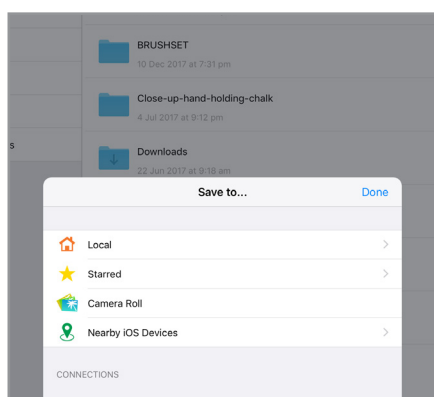 BRUSHSET
10 Dec 2017 at 7:31 pm
Close-up-hand-holding-chalk
4 Jul 2017 at 9:12 pm
s
Downloads
22 Jun 2017 at 9:18 am
Save to...
Done
Local
Starred
Camera Roll
Nearby iOS Devices
CONNECTIONS